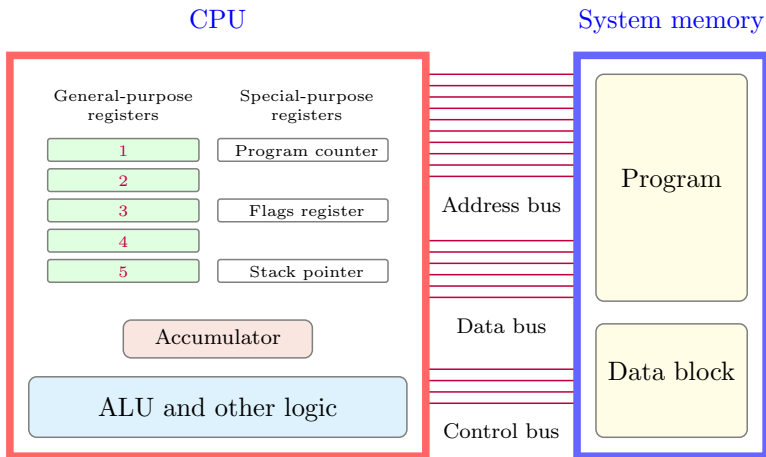 CPU
System memory
General-purpose
registers
Special-purpose
registers
1
Program counter
2
3
Flags register
4
5
Stack pointer
Accumulator
ALU and other logic
Address bus
Data bus
Control bus
Program
Data block